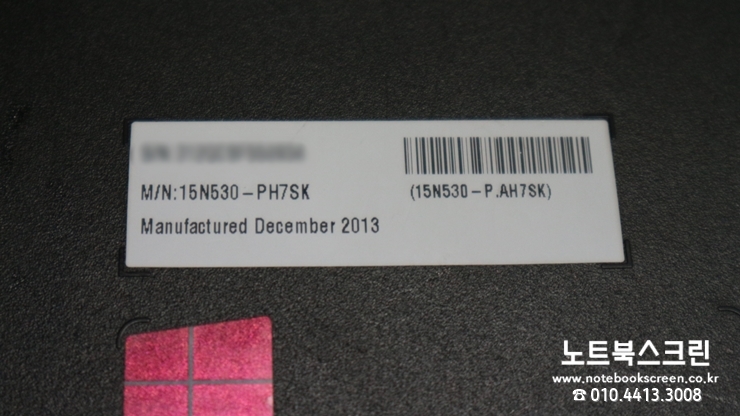 M/N:15N530-PH7SK
(15N530-P.AH7SK)
Manufactured December 2013
노트북스크린
www.notebookscreen.co.kr
☎ 010.4413.3008